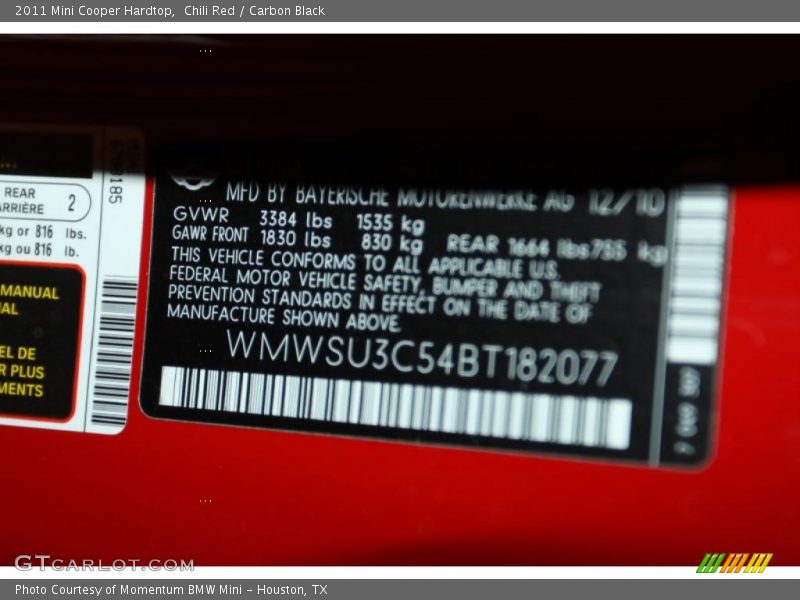 2011 Mini Cooper Hardtop, Chili Red / Carbon Black
MFD BY BAYERISCHE MOTORENWERKE AG 12/10
GVWR 3384 lbs 1535 kg
GAWR FRONT 1830 lbs 830 kg REAR 1664 lbs 755 kg
THIS VEHICLE CONFORMS TO ALL APPLICABLE U.S.
FEDERAL MOTOR VEHICLE SAFETY, BUMPER AND THEFT
PREVENTION STANDARDS IN EFFECT ON THE DATE OF
MANUFACTURE SHOWN ABOVE.
WMWSU3C54BT182077
REAR
ARRIÈRE 2
kg or 816 lbs.
kg ou 816 lb.
MANUAL
AL
EL DE
R PLUS
MENTS
GTcarlot.com
Photo Courtesy of Momentum BMW Mini - Houston, TX